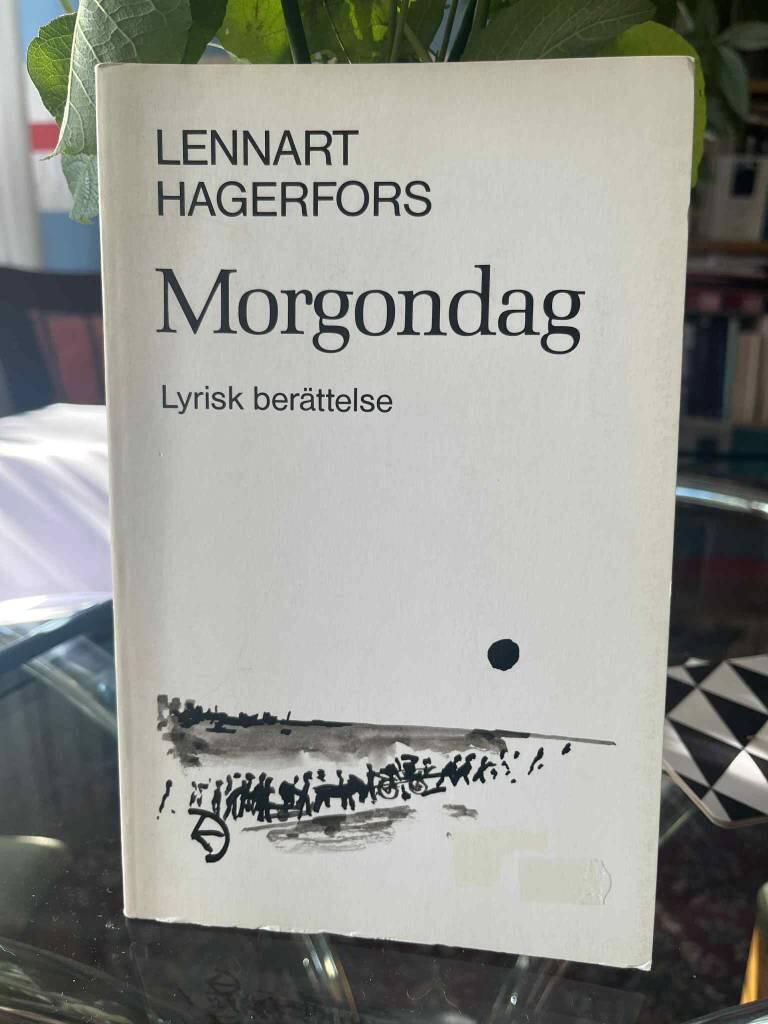 LENNART
HAGERFORS
Morgondag
Lyrisk berättelse